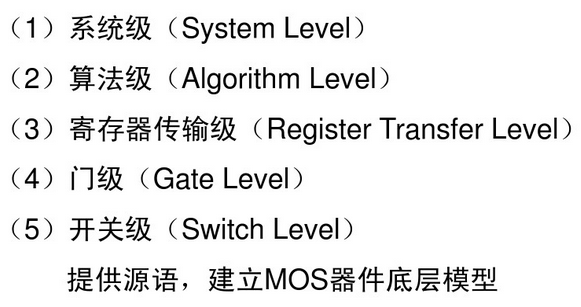 （1）系统级（System Level）
（2）算法级（Algorithm Level）
（3）寄存器传输级（Register Transfer Level）
（4）门级（Gate Level）
（5）开关级（Switch Level）
提供源语，建立MOS器件底层模型